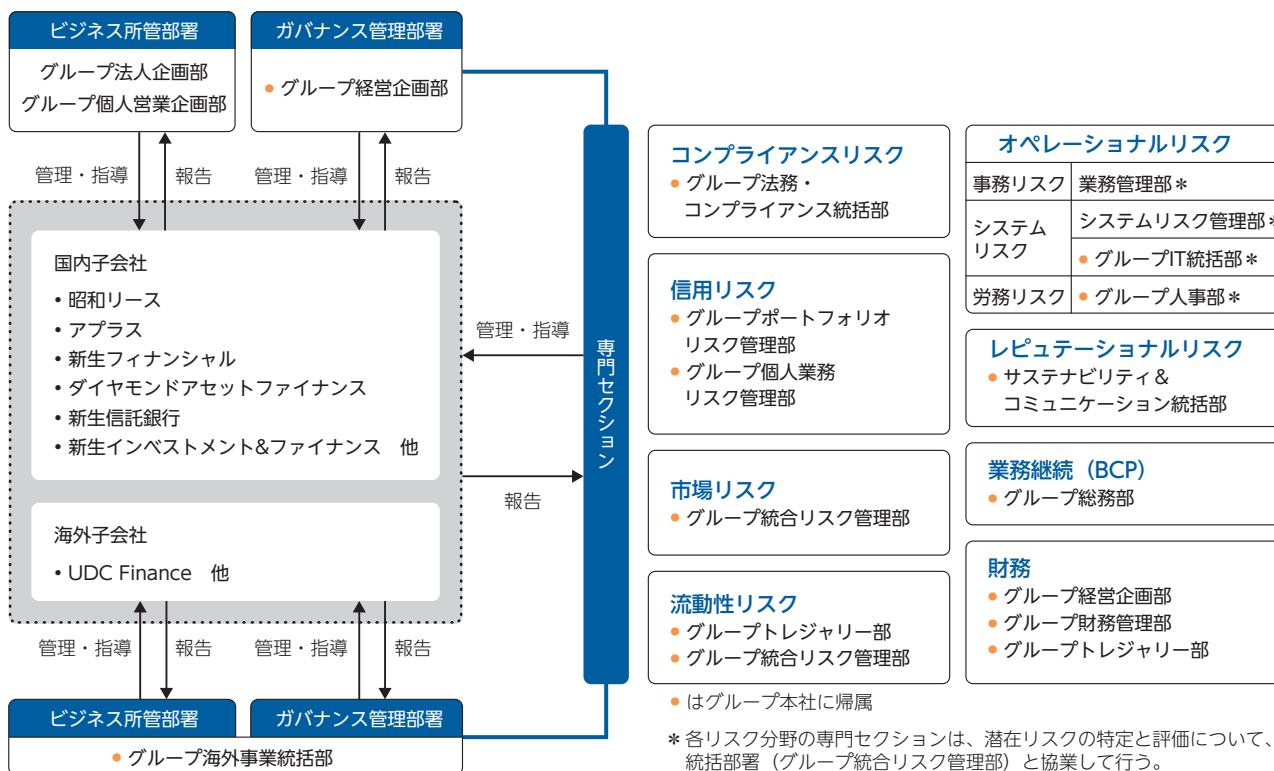 ビジネス所管部署
グループ法人企画部
グループ個人営業企画部
ガバナンス管理部署
● グループ経営企画部
管理・指導
報告
管理・指導
報告
国内子会社
• 昭和リース
• アプラス
• 新生フィナンシャル
• ダイヤモンドアセットファイナンス
• 新生信託銀行
• 新生インベストメント&ファイナンス 他
海外子会社
• UDC Finance 他
管理・指導
報告
管理・指導
報告
管理・指導
報告
ビジネス所管部署
ガバナンス管理部署
● グループ海外事業統括部
専門セクション
コンプライアンスリスク
● グループ法務・
コンプライアンス統括部
信用リスク
● グループポートフォリオ
リスク管理部
● グループ個人業務
リスク管理部
市場リスク
● グループ統合リスク管理部
流動性リスク
● グループトレジャリー部
● グループ統合リスク管理部
オペレーショナルリスク
事務リスク 業務管理部＊
システム
リスク
システムリスク管理部＊
● グループIT統括部＊
労務リスク ● グループ人事部＊
レピュテーショナルリスク
● サステナビリティ＆
コミュニケーション統括部
業務継続（BCP）
● グループ総務部
財務
● グループ経営企画部
● グループ財務管理部
● グループトレジャリー部
● はグループ本社に帰属
＊各リスク分野の専門セクションは、潜在リスクの特定と評価について、
統括部署（グループ統合リスク管理部）と協業して行う。